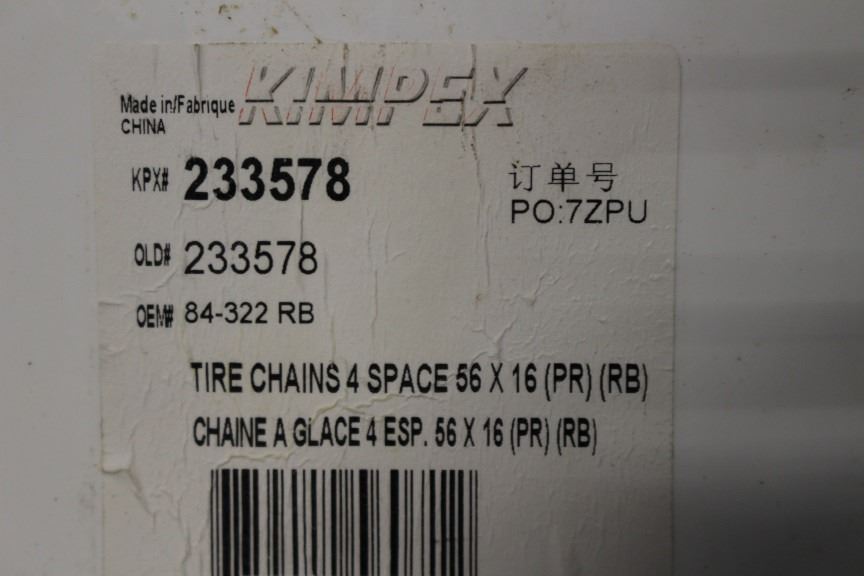 KIMPEX
Made in/Fabrique
CHINA
KPX# 233578
订单号
PO:7ZPU
OLD# 233578
OEM# 84-322 RB
TIRE CHAINS 4 SPACE 56 X 16 (PR) (RB)
CHAINE A GLACE 4 ESP. 56 X 16 (PR) (RB)